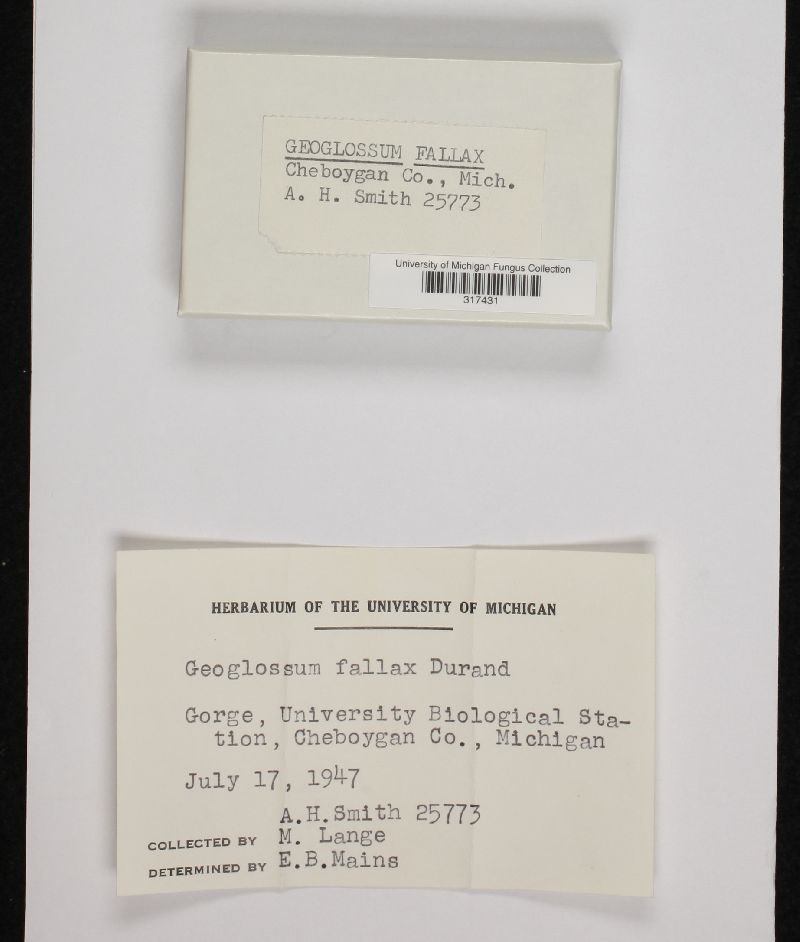 GEOGLOSSUM FALLAX
Cheboygan Co., Mich.
A. H. Smith 25773
University of Michigan Fungus Collection
317431
HERBARIUM OF THE UNIVERSITY OF MICHIGAN
Geoglossum fallax Durand
Gorge, University Biological Sta-
tion, Cheboygan Co., Michigan
July 17, 1947
A.H.Smith 25773
COLLECTED BY M. Lange
DETERMINED BY E.B.Mains